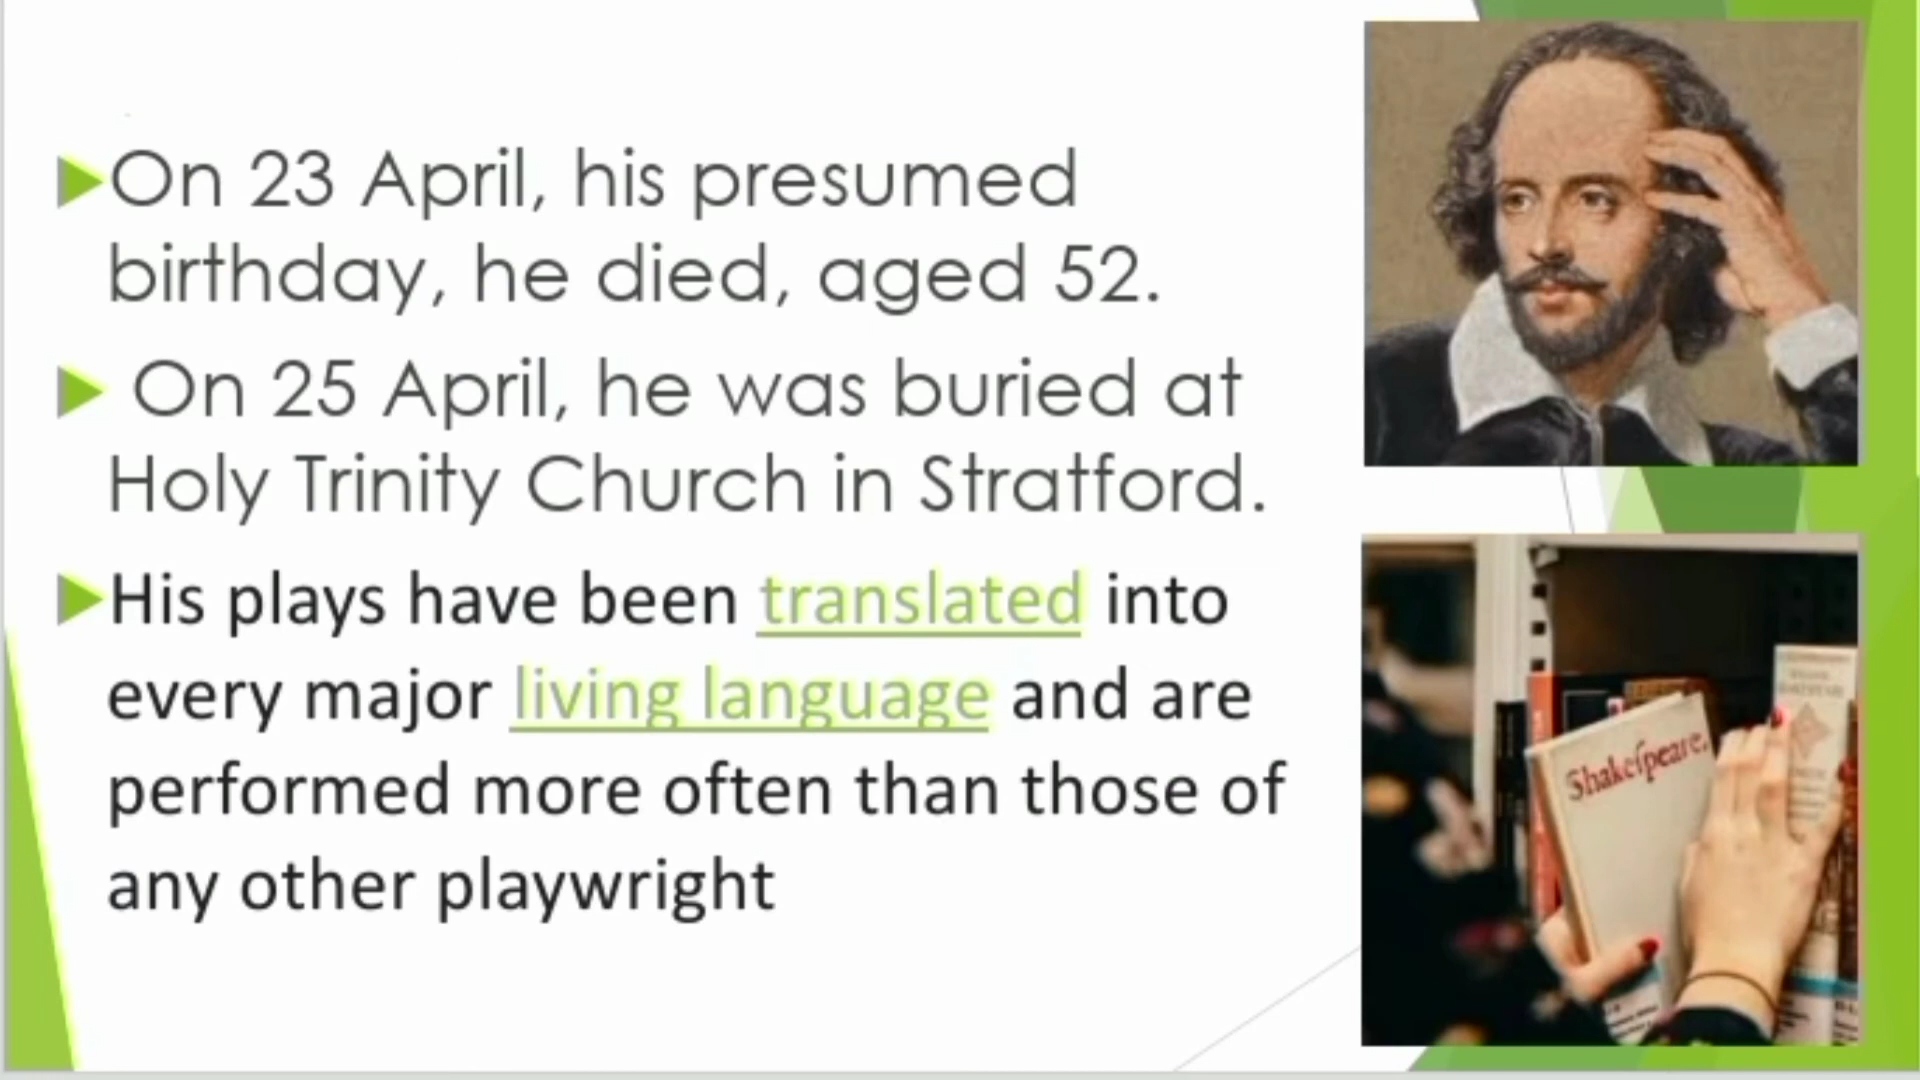 On 23 April, his presumed
birthday, he died, aged 52.
On 25 April, he was buried at
Holy Trinity Church in Stratford.
His plays have been translated into
every major living language and are
performed more often than those of
any other playwright
Shakeſpeare.